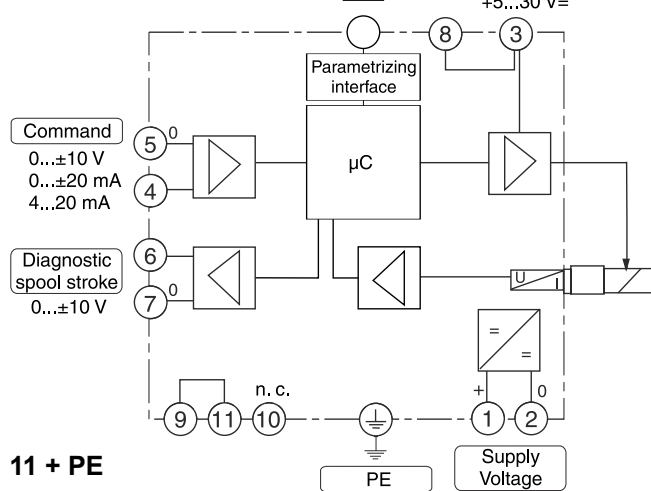 +5...30 V=
8
3
Parametrizing
interface
Command
5
0
0...±10 V
0...±20 mA
4...20 mA
4
µC
Diagnostic
spool stroke
6
7
0
0...±10 V
U
I
=
=
n. c.
+
0
9
11
10
1
2
11 + PE
PE
Supply
Voltage